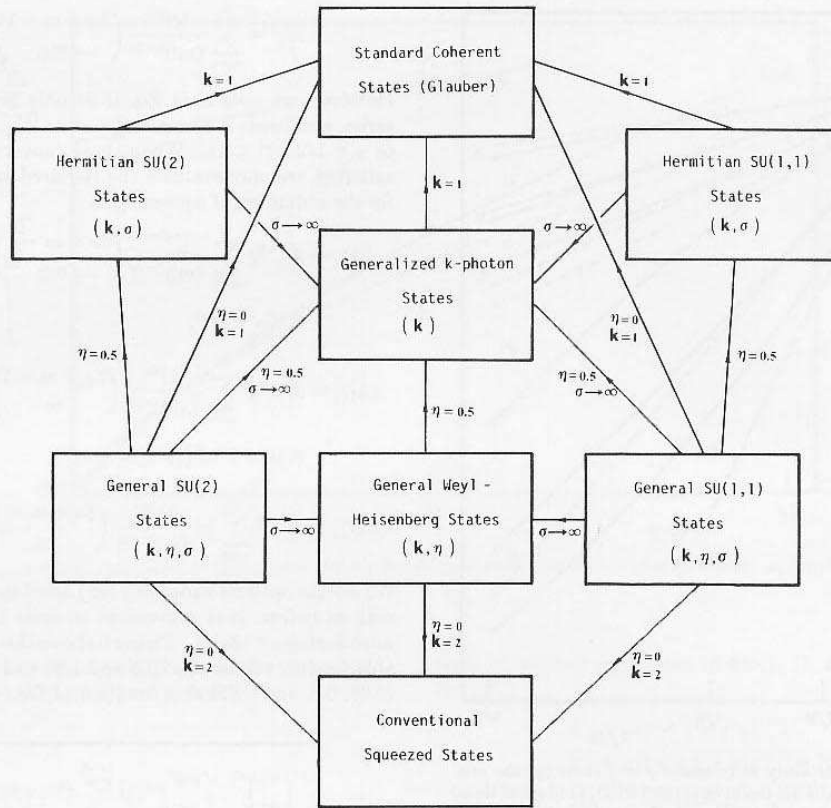 Standard Coherent
States (Glauber)
k=1
k=1
Hermitian SU(2)
States
(k.σ)
k=1
Hermitian SU(1,1)
States
(k,σ)
σ→∞
σ→∞
Generalized k-photon
States
(k)
η=0
k=1
η=0
k=1
η=0.5
η=0.5
σ→∞
η=0.5
σ→∞
η=0.5
η=0.5
General SU(2)
States
(k,η,σ)
General Weyl-
Heisenberg States
(k,η)
General SU(1,1)
States
(k,η,σ)
σ→∞
σ→∞
η=0
k=2
η=0
k=2
η=0
k=2
Conventional
Squeezed States